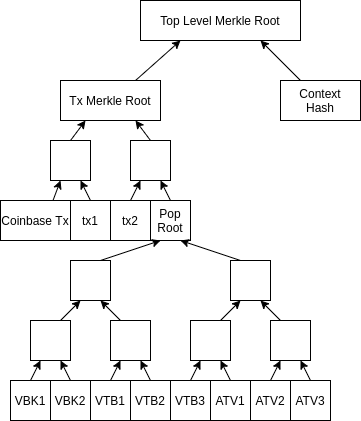 Top Level Merkle Root
Tx Merkle Root
Context
Hash
Coinbase Tx
tx1
tx2
Pop
Root
VBK1
VBK2
VTB1
VTB2
VTB3
ATV1
ATV2
ATV3